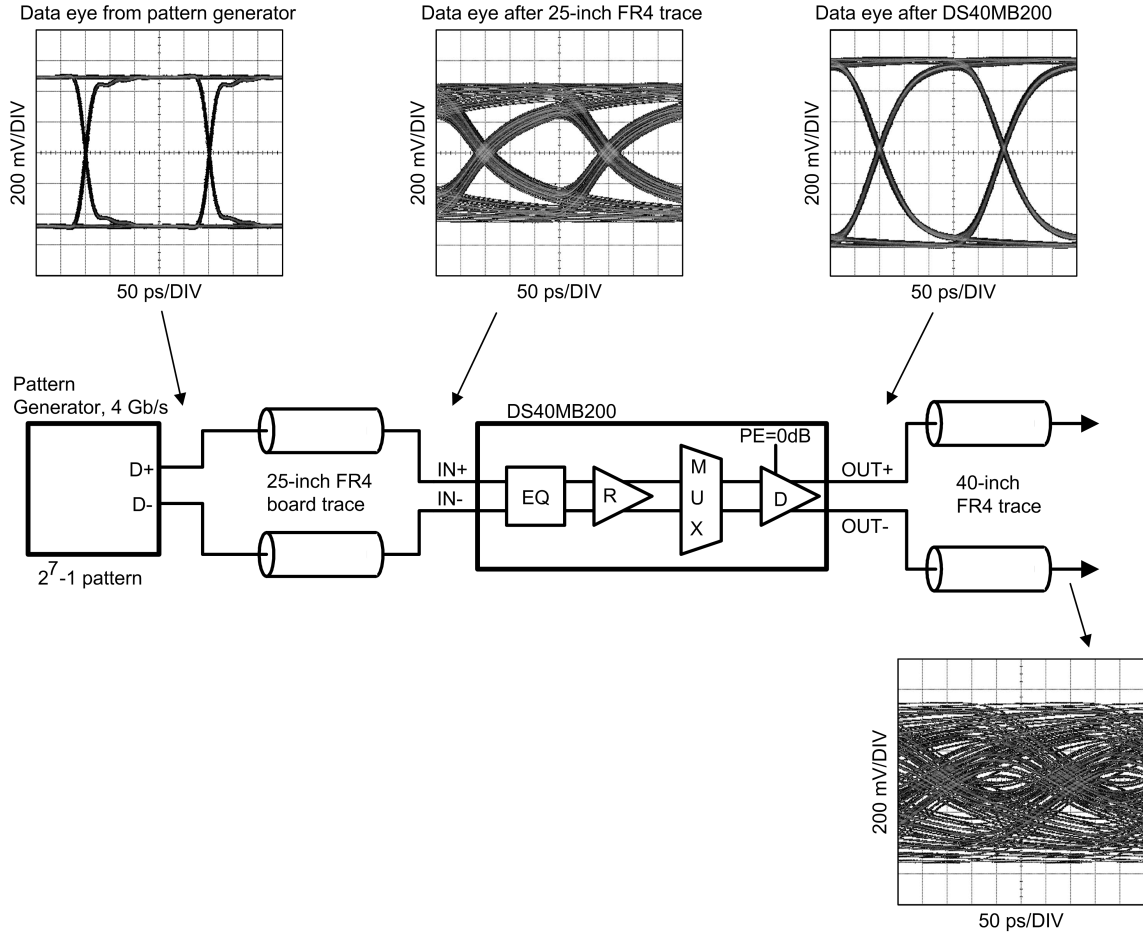 Data eye from pattern generator
Data eye after 25-inch FR4 trace
Data eye after DS40MB200
200 mV/DIV
200 mV/DIV
200 mV/DIV
50 ps/DIV
50 ps/DIV
50 ps/DIV
Pattern
Generator, 4 Gb/s
D+
D-
2^7-1 pattern
25-inch FR4
board trace
IN+
IN-
DS40MB200
EQ
R
M
U
X
PE=0dB
D
OUT+
OUT-
40-inch
FR4 trace
200 mV/DIV
50 ps/DIV